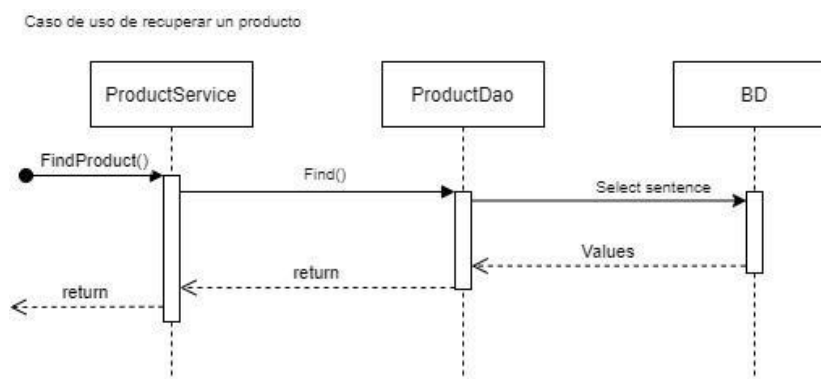 Caso de uso de recuperar un producto
ProductService
ProductDao
BD
FindProduct()
Find()
Select sentence
Values
return
return